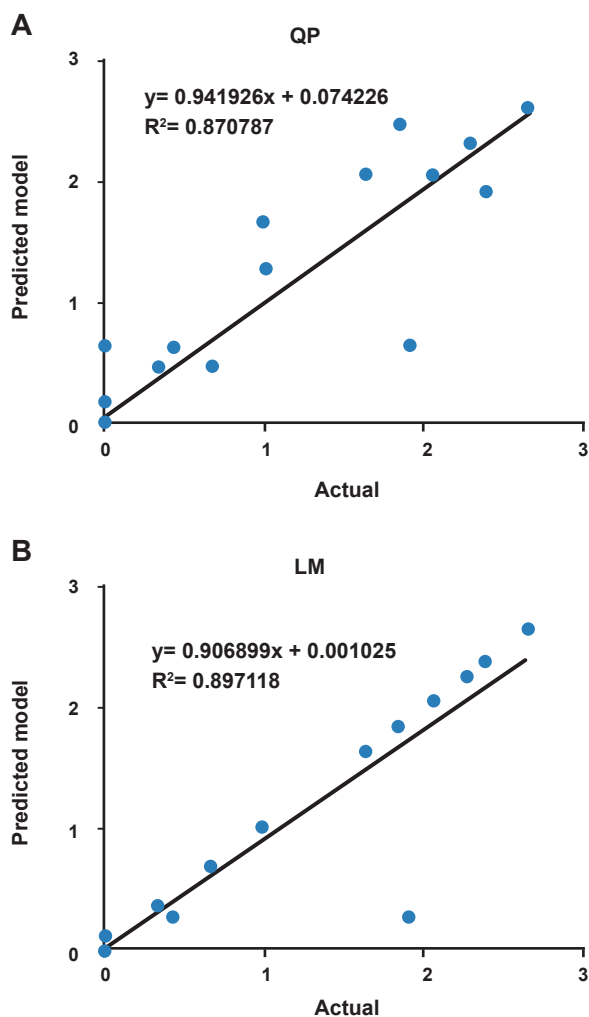 A
QP
3
y= 0.941926x + 0.074226
R²= 0.870787
2
Predicted model
1
0
0 1 2 3
Actual
B
LM
3
y= 0.906899x + 0.001025
R²= 0.897118
2
Predicted model
1
0
0 1 2 3
Actual